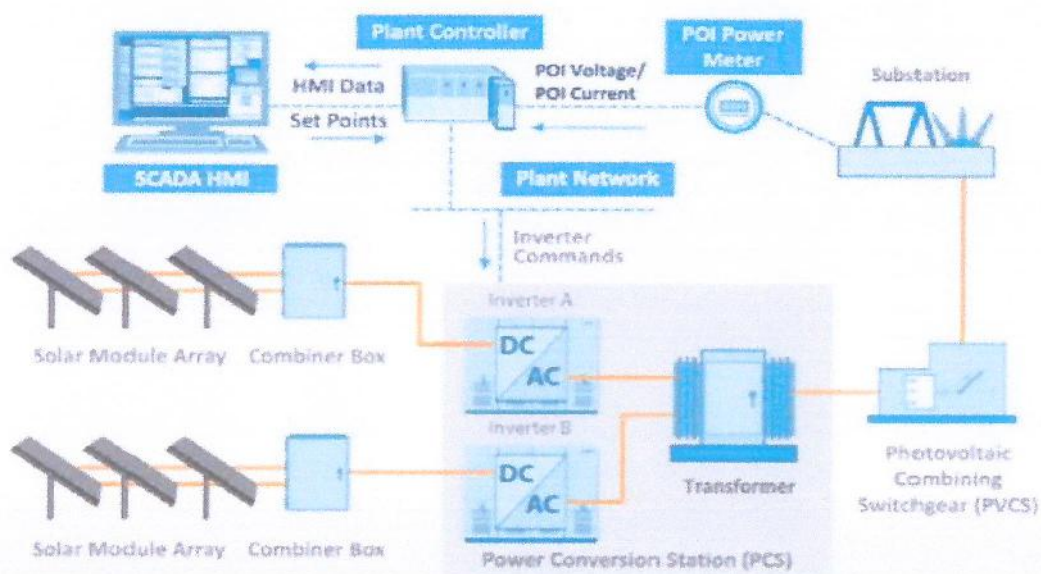 Plant Controller
POI Power
Meter
Substation
HMI Data
Set Points
POI Voltage/
POI Current
SCADA HMI
Plant Network
Inverter
Commands
Inverter A
DC
AC
Solar Module Array
Combiner Box
Inverter B
DC
AC
Transformer
Photovoltaic
Combining
Switchgear (PVCS)
Solar Module Array
Combiner Box
Power Conversion Station (PCS)